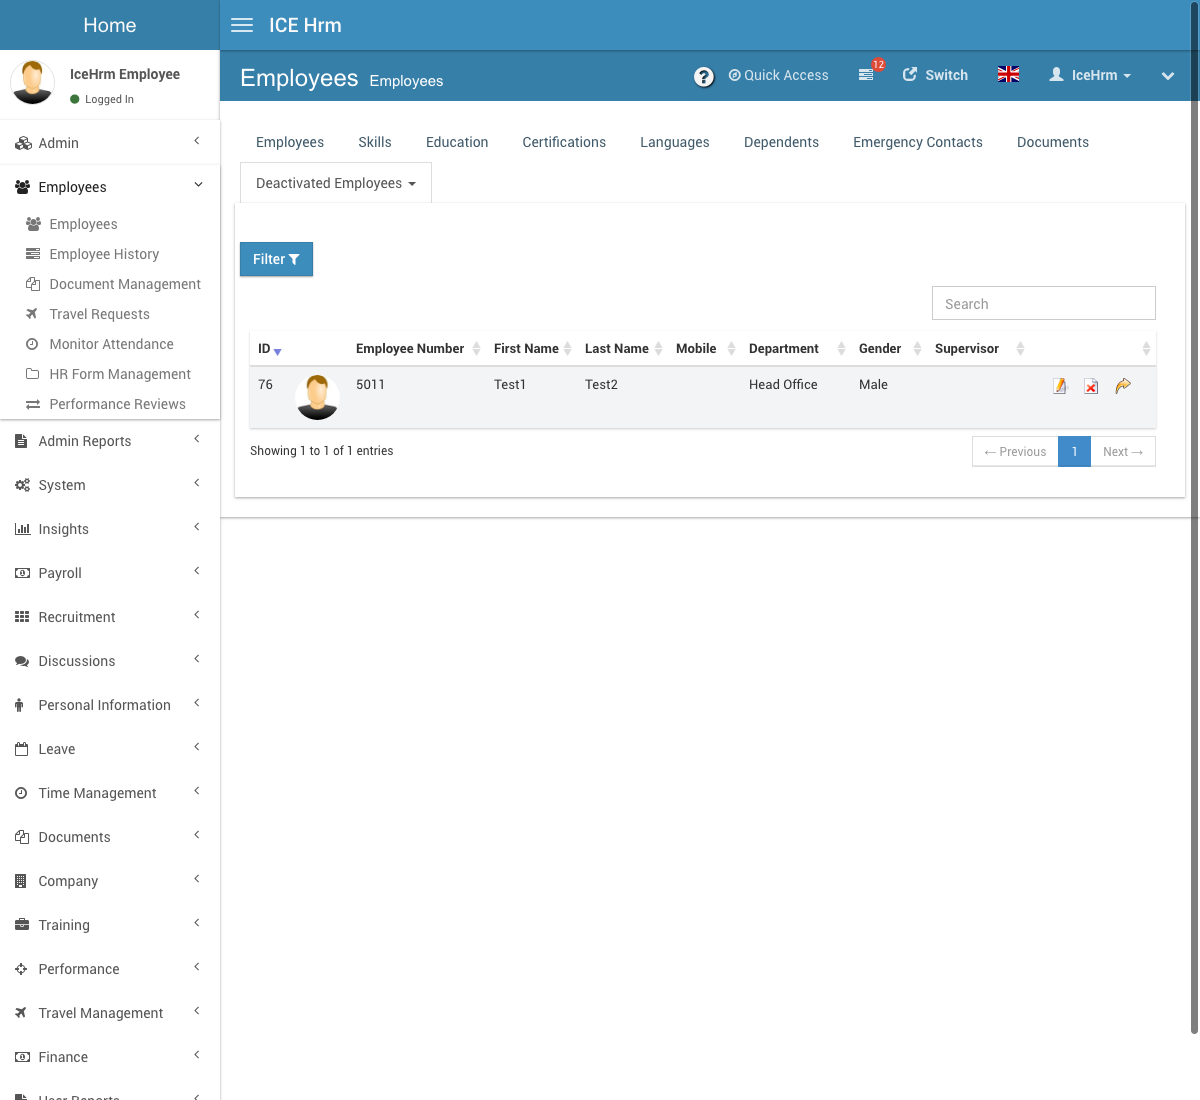 Home
ICE Hrm
IceHrm Employee
Logged In
Employees Employees
? Quick Access
12
Switch
IceHrm
Admin
Employees
Employees
Employee History
Document Management
Travel Requests
Monitor Attendance
HR Form Management
Performance Reviews
Admin Reports
System
Insights
Payroll
Recruitment
Discussions
Personal Information
Leave
Time Management
Documents
Company
Training
Performance
Travel Management
Finance
User Reports
Employees Skills Education Certifications Languages Dependents Emergency Contacts Documents
Deactivated Employees
Filter
Search
ID Employee Number First Name Last Name Mobile Department Gender Supervisor
76 5011 Test1 Test2 Head Office Male
Showing 1 to 1 of 1 entries
← Previous 1 Next →